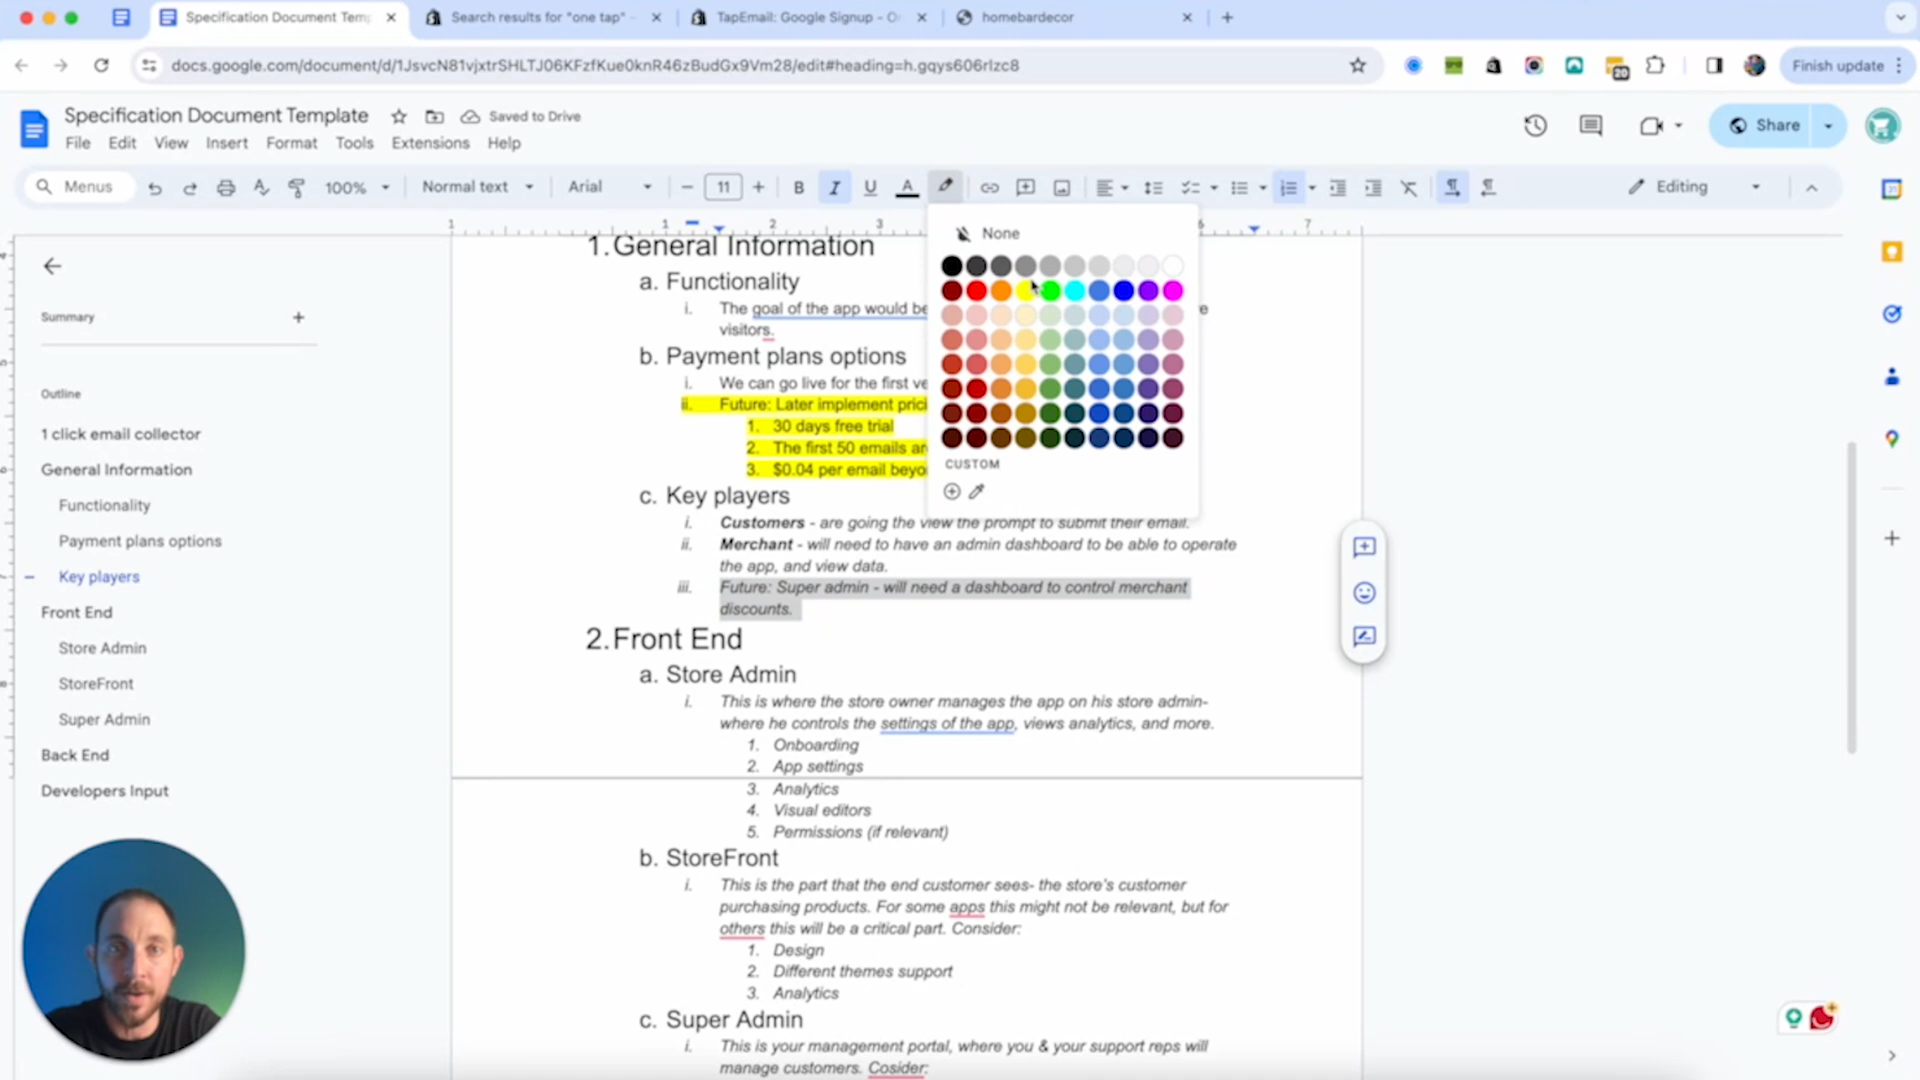 Specification Document Temp
Search results for "one tap" -
TapEmail: Google Signup - O
homebardecor
docs.google.com/document/d/1JsvcN81vjxtrSHLTJ06KFzfKue0knR46zBudGx9Vm28/edit#heading=h.gqys606rlzc8
20
Finish update
Specification Document Template
Saved to Drive
File Edit View Insert Format Tools Extensions Help
Share
Menus
100%
Normal text
Arial
11
B I U A
Editing
1 1 2 3 6 7
None
CUSTOM
Summary
Outline
1 click email collector
General Information
Functionality
Payment plans options
Key players
Front End
Store Admin
StoreFront
Super Admin
Back End
Developers Input
1. General Information
a. Functionality
i. The goal of the app would be
visitors.
b. Payment plans options
i. We can go live for the first ve
ii. Future: Later implement prici
1. 30 days free trial
2. The first 50 emails are
3. $0.04 per email beyo
c. Key players
i. Customers - are going the view the prompt to submit their email.
ii. Merchant - will need to have an admin dashboard to be able to operate
the app, and view data.
iii. Future: Super admin - will need a dashboard to control merchant
discounts.
2. Front End
a. Store Admin
i. This is where the store owner manages the app on his store admin-
where he controls the settings of the app, views analytics, and more.
1. Onboarding
2. App settings
3. Analytics
4. Visual editors
5. Permissions (if relevant)
b. StoreFront
i. This is the part that the end customer sees- the store's customer
purchasing products. For some apps this might not be relevant, but for
others this will be a critical part. Consider:
1. Design
2. Different themes support
3. Analytics
c. Super Admin
i. This is your management portal, where you & your support reps will
manage customers. Cosider: